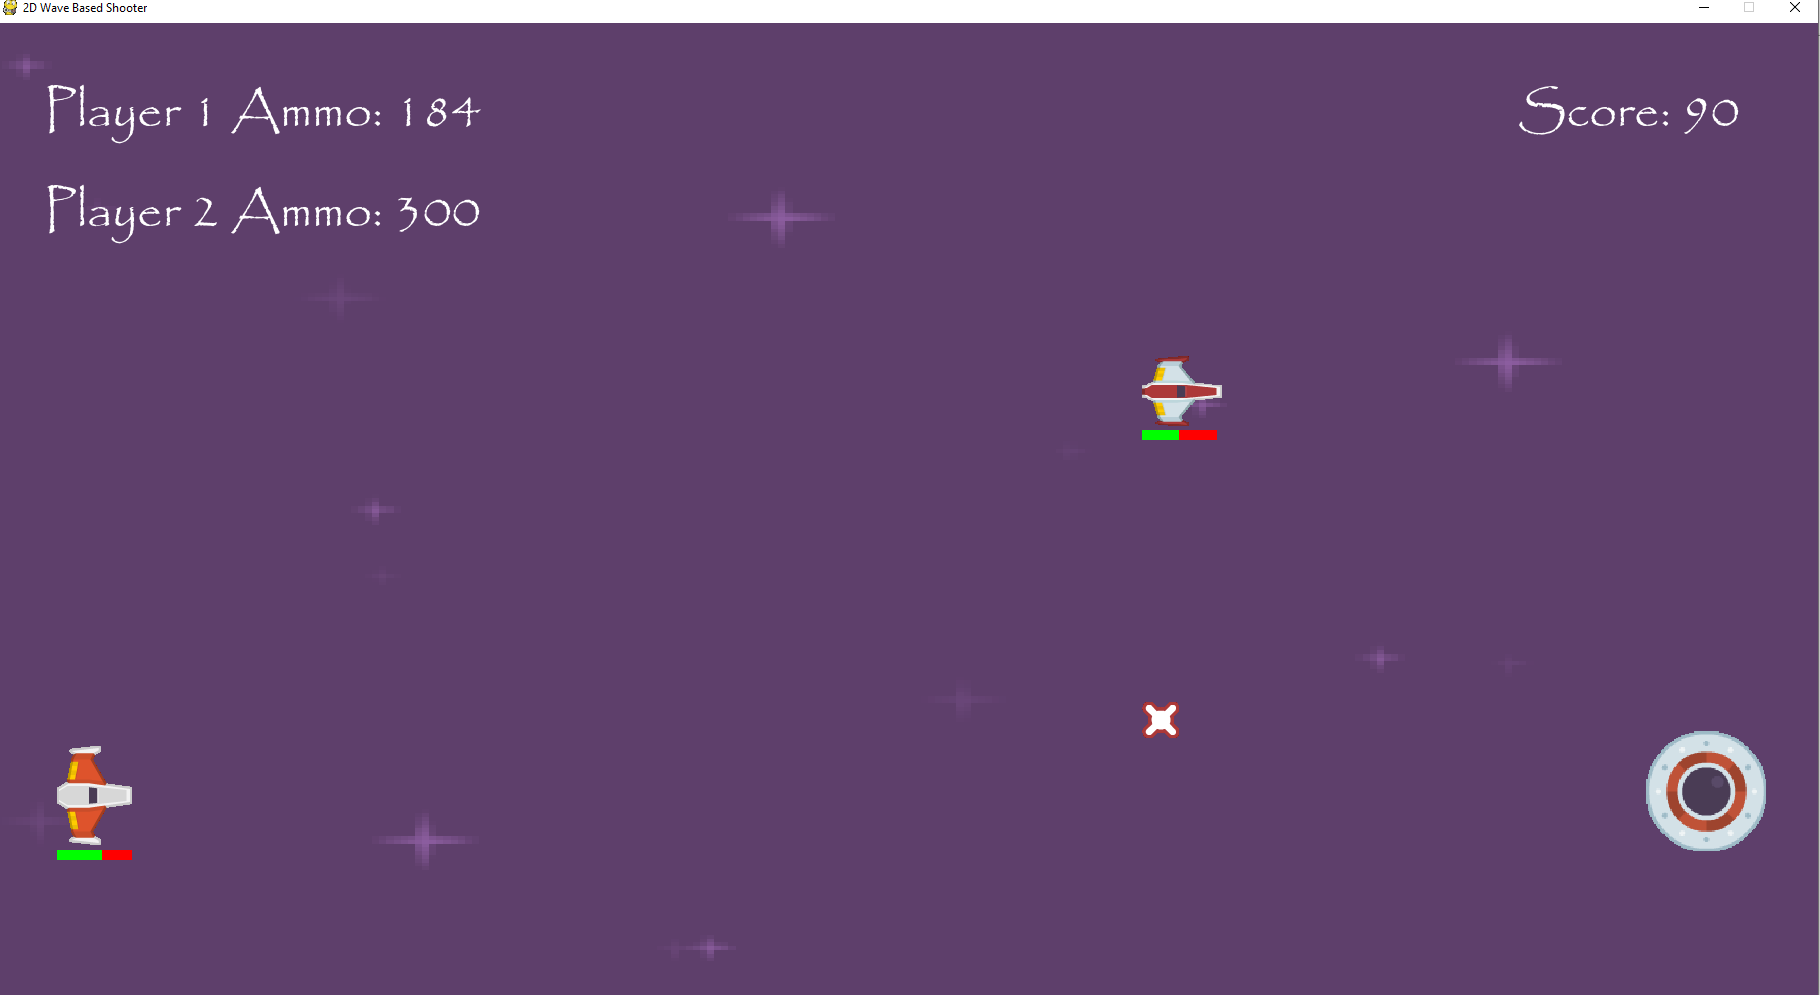 2D Wave Based Shooter
Player 1 Ammo: 184
Score: 90
Player 2 Ammo: 300